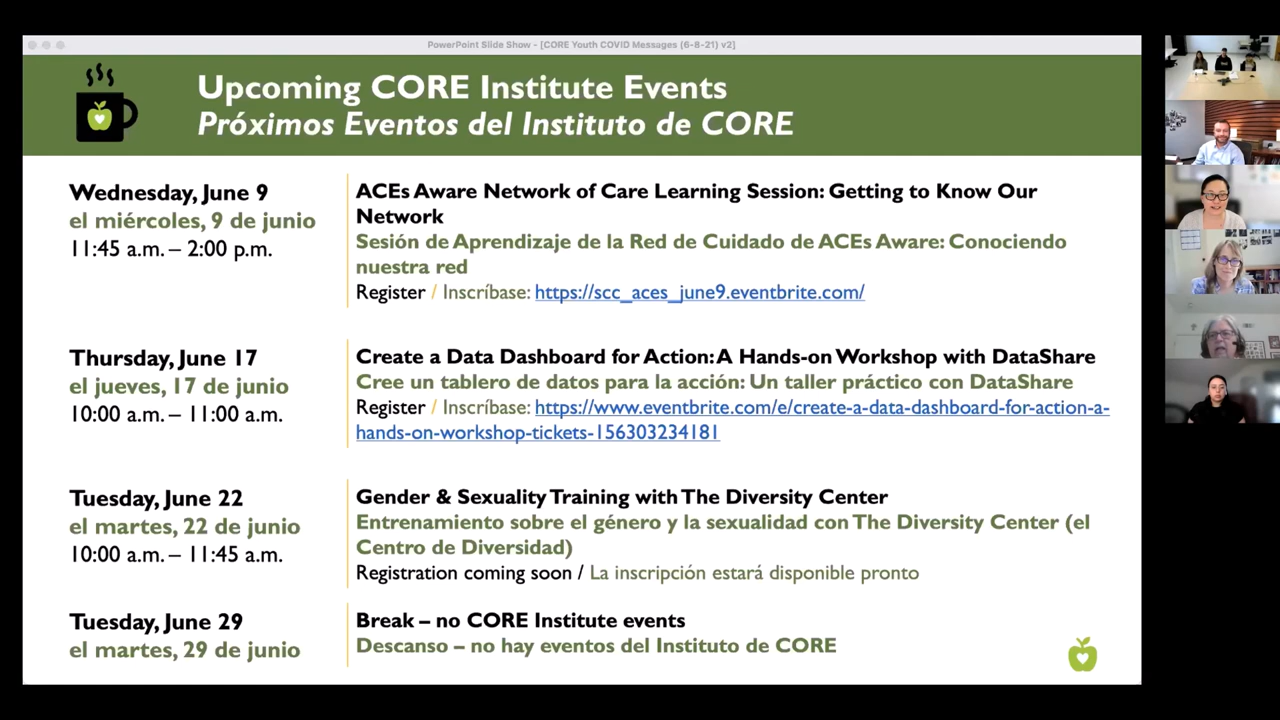 PowerPoint Slide Show - [CORE Youth COVID Messages (6-8-21) v2]
Upcoming CORE Institute Events
Próximos Eventos del Instituto de CORE
Wednesday, June 9
el miércoles, 9 de junio
11:45 a.m. – 2:00 p.m.
ACEs Aware Network of Care Learning Session: Getting to Know Our
Network
Sesión de Aprendizaje de la Red de Cuidado de ACEs Aware: Conociendo
nuestra red
Register / Inscríbase: https://scc_aces_june9.eventbrite.com/
Thursday, June 17
el jueves, 17 de junio
10:00 a.m. – 11:00 a.m.
Create a Data Dashboard for Action: A Hands-on Workshop with DataShare
Cree un tablero de datos para la acción: Un taller práctico con DataShare
Register / Inscríbase: https://www.eventbrite.com/e/create-a-data-dashboard-for-action-a-
hands-on-workshop-tickets-156303234181
Tuesday, June 22
el martes, 22 de junio
10:00 a.m. – 11:45 a.m.
Gender & Sexuality Training with The Diversity Center
Entrenamiento sobre el género y la sexualidad con The Diversity Center (el
Centro de Diversidad)
Registration coming soon / La inscripción estará disponible pronto
Tuesday, June 29
el martes, 29 de junio
Break – no CORE Institute events
Descanso – no hay eventos del Instituto de CORE